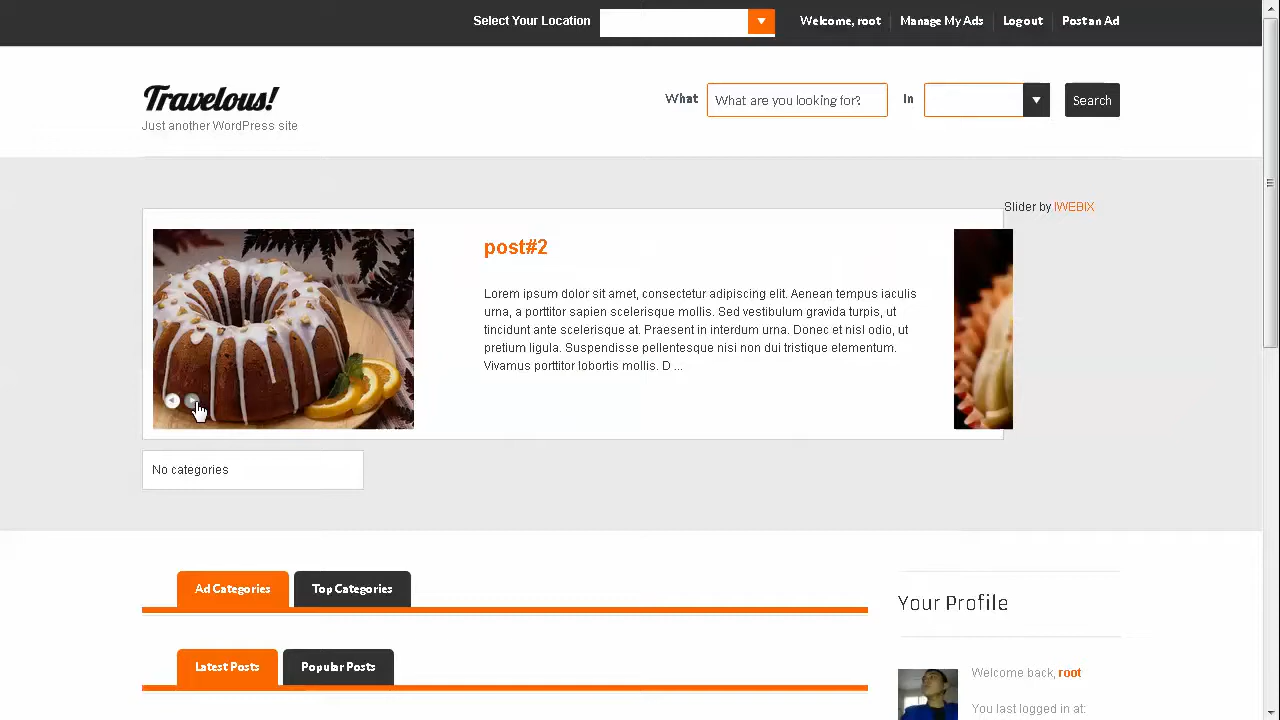 Select Your Location
Welcome, root
Manage My Ads
Log out
Post an Ad
Travelous!
Just another WordPress site
What
What are you looking for?
In
Search
Slider by IWEBIX
post#2
Lorem ipsum dolor sit amet, consectetur adipiscing elit. Aenean tempus iaculis
urna, a porttitor sapien scelerisque mollis. Sed vestibulum gravida turpis, ut
tincidunt ante scelerisque at. Praesent in interdum urna. Donec et nisl odio, ut
pretium ligula. Suspendisse pellentesque nisi non dui tristique elementum.
Vivamus porttitor lobortis mollis. D ...
No categories
Ad Categories
Top Categories
Your Profile
Latest Posts
Popular Posts
Welcome back, root
You last logged in at: